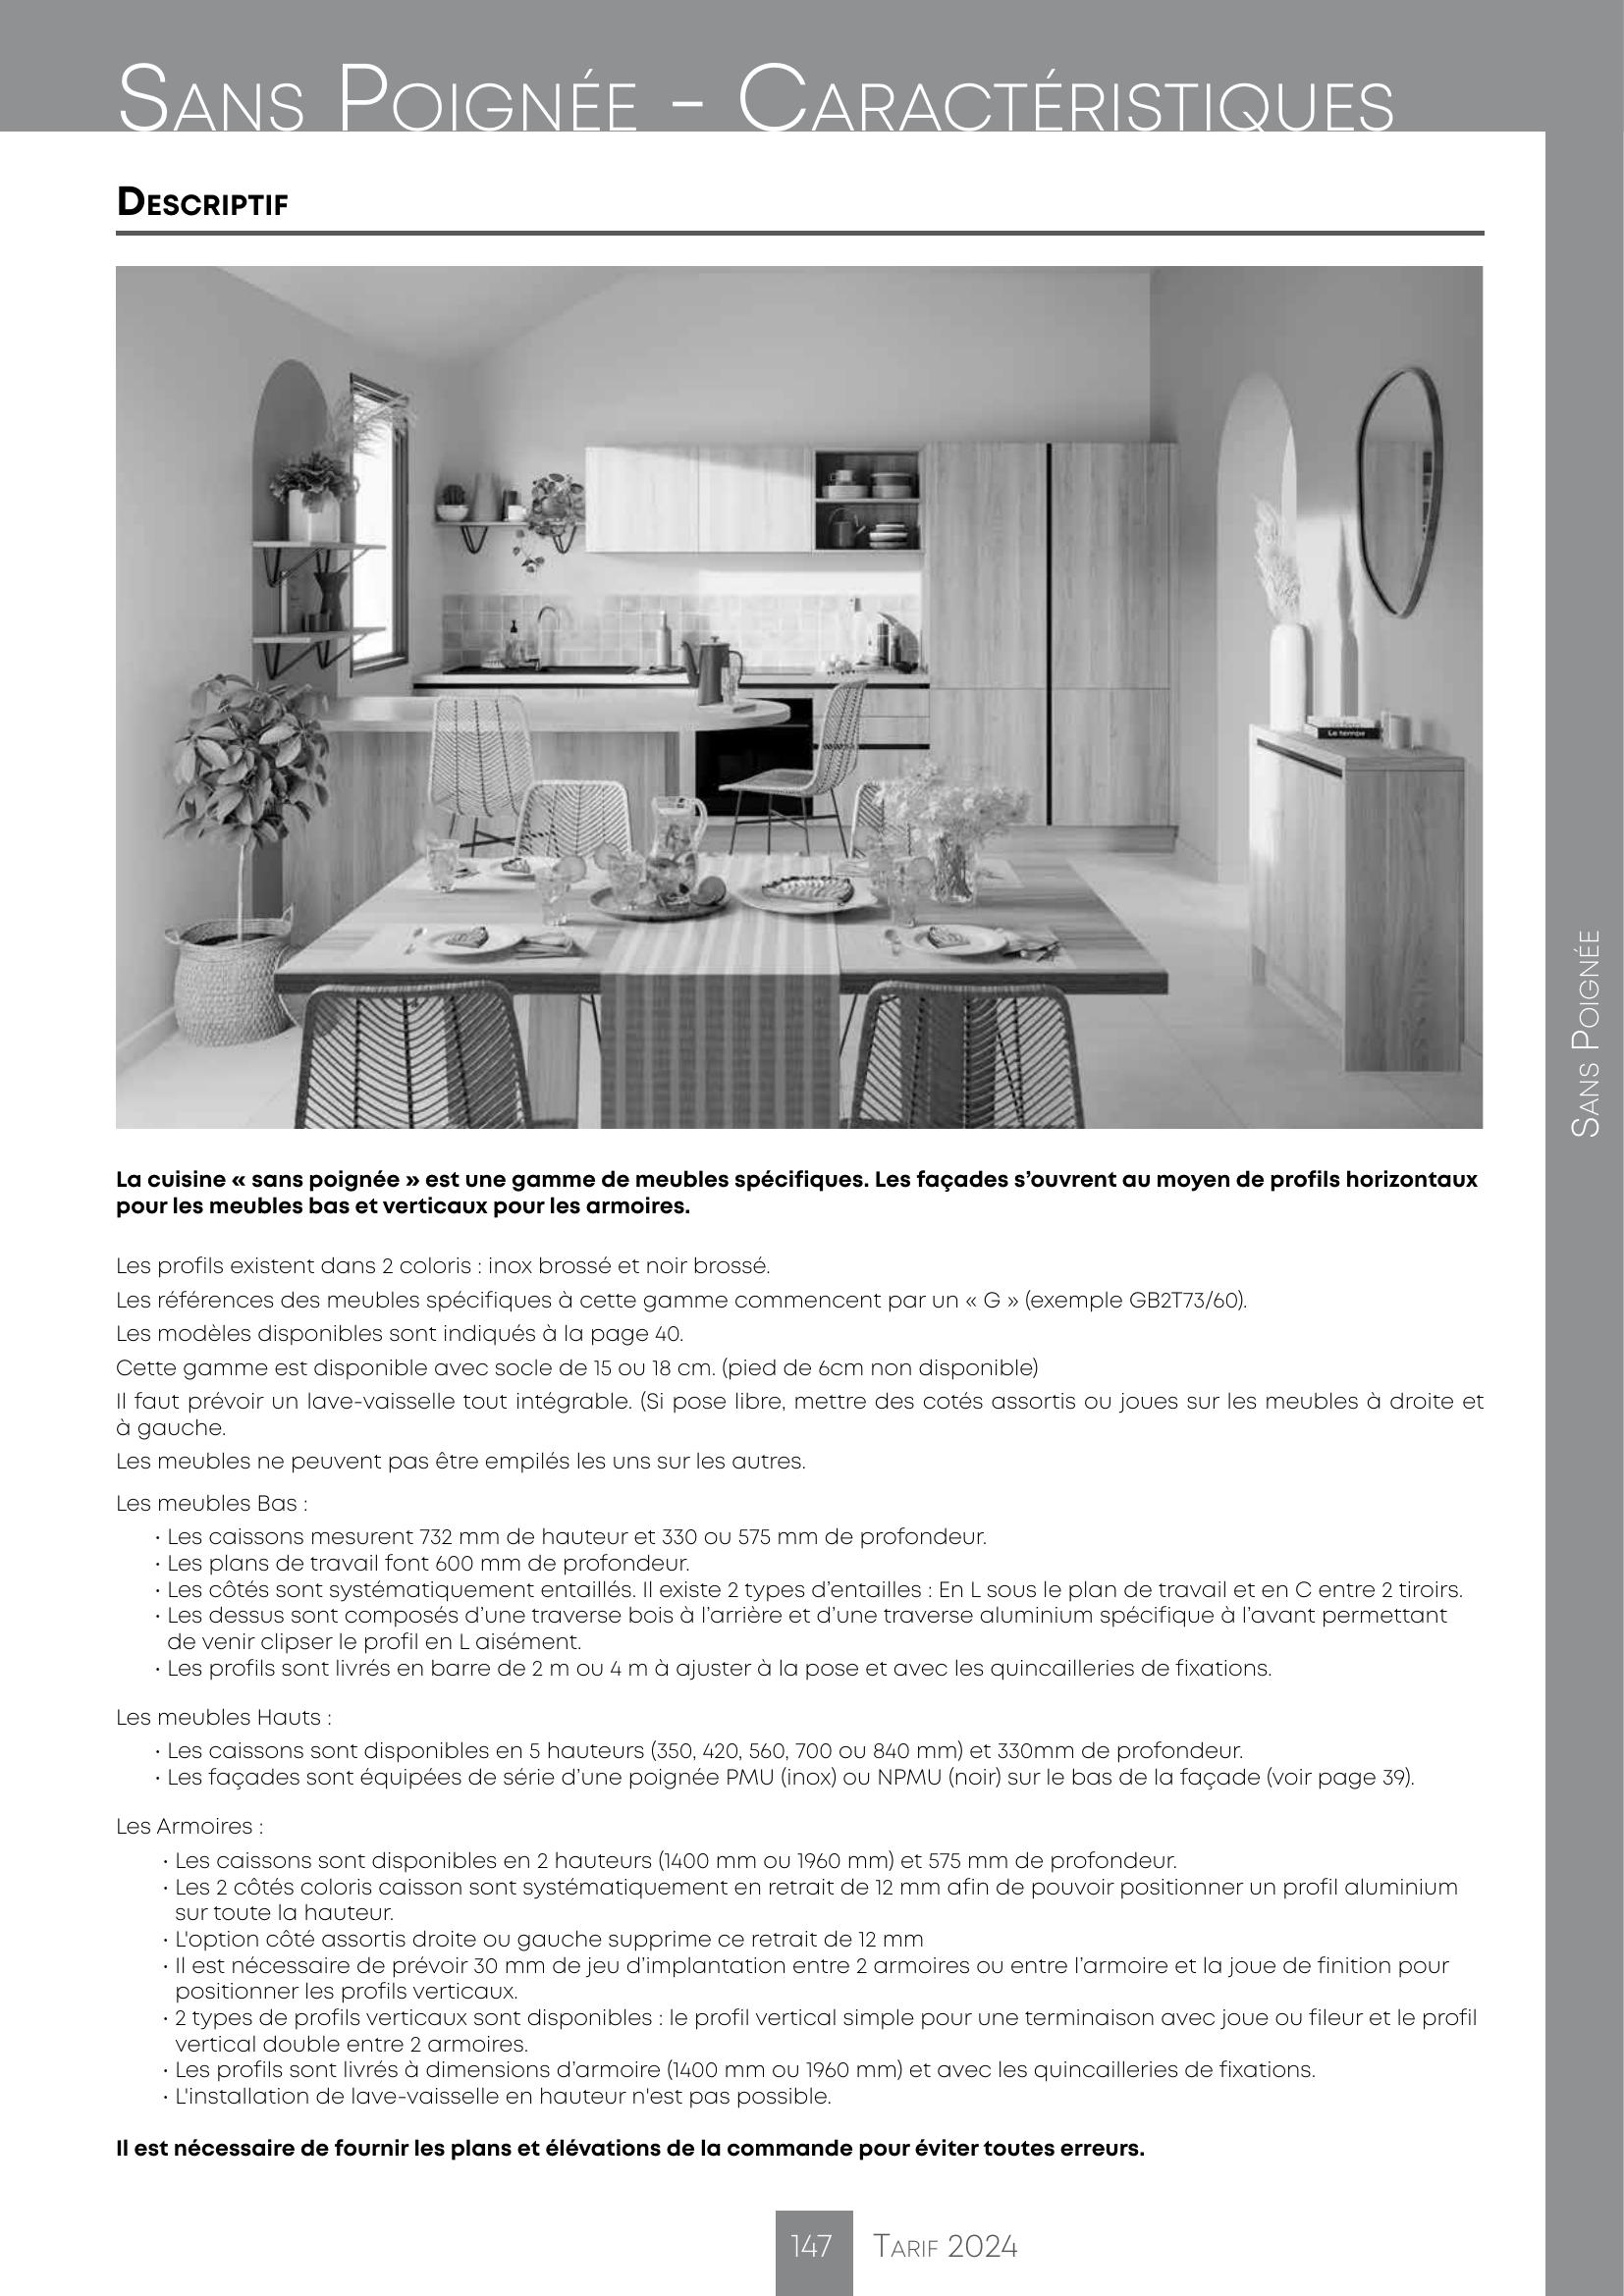 Sans Poignée - Caractéristiques
Descriptif
Le temps
Sans Poignée
La cuisine « sans poignée » est une gamme de meubles spécifiques. Les façades s’ouvrent au moyen de profils horizontaux
pour les meubles bas et verticaux pour les armoires.
Les profils existent dans 2 coloris : inox brossé et noir brossé.
Les références des meubles spécifiques à cette gamme commencent par un « G » (exemple GB2T73/60).
Les modèles disponibles sont indiqués à la page 40.
Cette gamme est disponible avec socle de 15 ou 18 cm. (pied de 6cm non disponible)
Il faut prévoir un lave-vaisselle tout intégrable. (Si pose libre, mettre des cotés assortis ou joues sur les meubles à droite et
à gauche.
Les meubles ne peuvent pas être empilés les uns sur les autres.
Les meubles Bas :
• Les caissons mesurent 732 mm de hauteur et 330 ou 575 mm de profondeur.
• Les plans de travail font 600 mm de profondeur.
• Les côtés sont systématiquement entaillés. Il existe 2 types d’entailles : En L sous le plan de travail et en C entre 2 tiroirs.
• Les dessus sont composés d’une traverse bois à l’arrière et d’une traverse aluminium spécifique à l’avant permettant
de venir clipser le profil en L aisément.
• Les profils sont livrés en barre de 2 m ou 4 m à ajuster à la pose et avec les quincailleries de fixations.
Les meubles Hauts :
• Les caissons sont disponibles en 5 hauteurs (350, 420, 560, 700 ou 840 mm) et 330mm de profondeur.
• Les façades sont équipées de série d’une poignée PMU (inox) ou NPMU (noir) sur le bas de la façade (voir page 39).
Les Armoires :
• Les caissons sont disponibles en 2 hauteurs (1400 mm ou 1960 mm) et 575 mm de profondeur.
• Les 2 côtés coloris caisson sont systématiquement en retrait de 12 mm afin de pouvoir positionner un profil aluminium
sur toute la hauteur.
• L'option côté assortis droite ou gauche supprime ce retrait de 12 mm
• Il est nécessaire de prévoir 30 mm de jeu d’implantation entre 2 armoires ou entre l’armoire et la joue de finition pour
positionner les profils verticaux.
• 2 types de profils verticaux sont disponibles : le profil vertical simple pour une terminaison avec joue ou fileur et le profil
vertical double entre 2 armoires.
• Les profils sont livrés à dimensions d’armoire (1400 mm ou 1960 mm) et avec les quincailleries de fixations.
• L'installation de lave-vaisselle en hauteur n'est pas possible.
Il est nécessaire de fournir les plans et élévations de la commande pour éviter toutes erreurs.
147 Tarif 2024